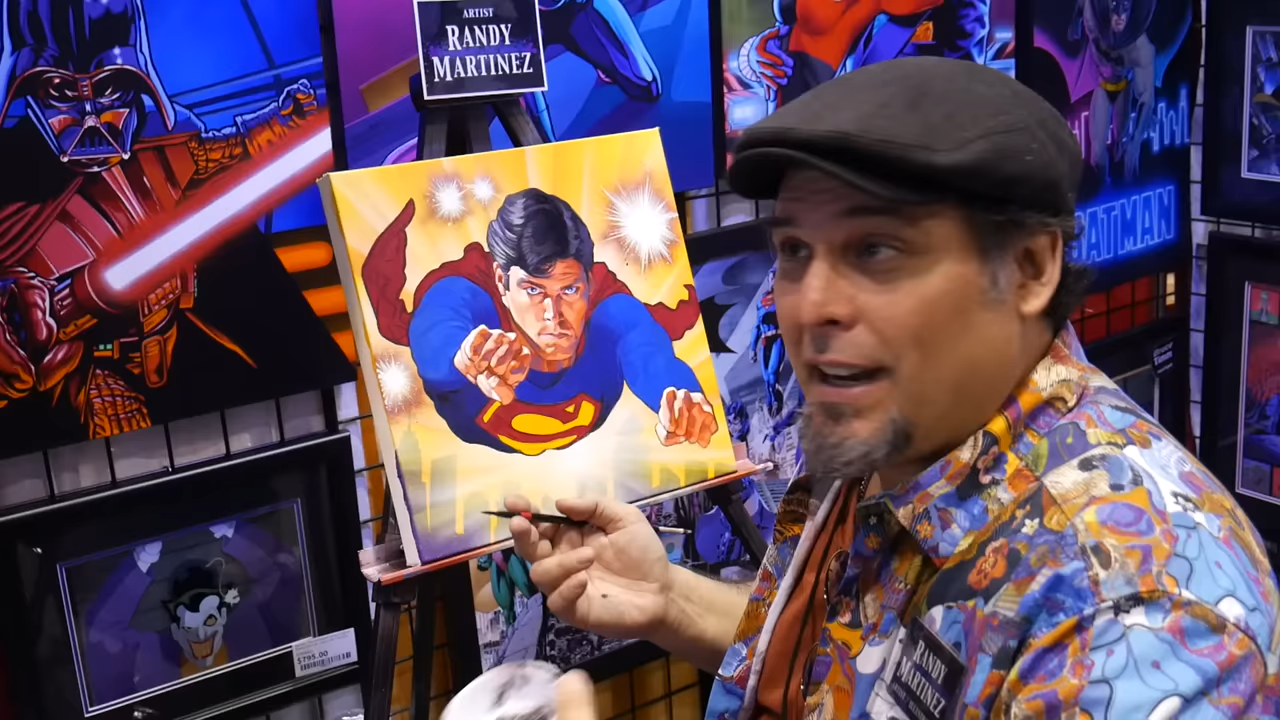 ARTIST
RANDY
MARTINEZ
BATMAN
$795.00
RANDY
MARTINEZ